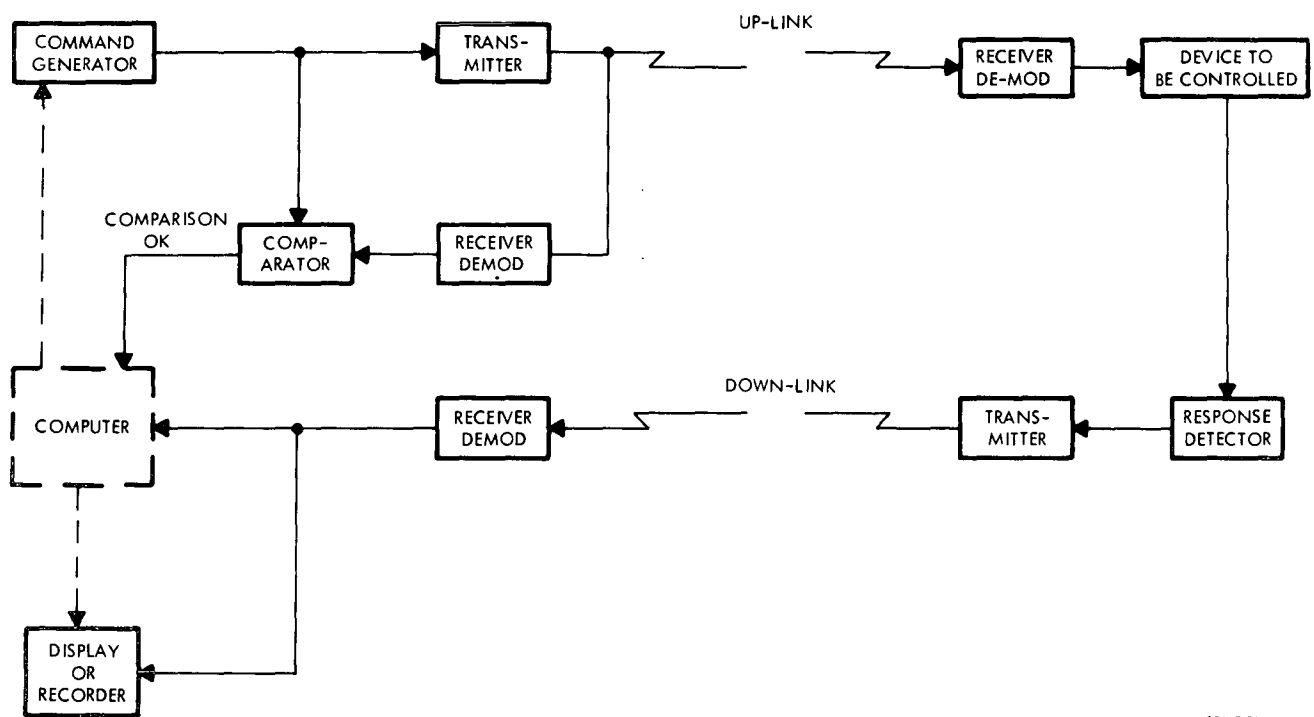 UP-LINK
COMMAND
GENERATOR
TRANS-
MITTER
RECEIVER
DE-MOD
DEVICE TO
BE CONTROLLED
COMPARISON
OK
COMP-
ARATOR
RECEIVER
DEMOD
DOWN-LINK
COMPUTER
RECEIVER
DEMOD
TRANS-
MITTER
RESPONSE
DETECTOR
DISPLAY
OR
RECORDER